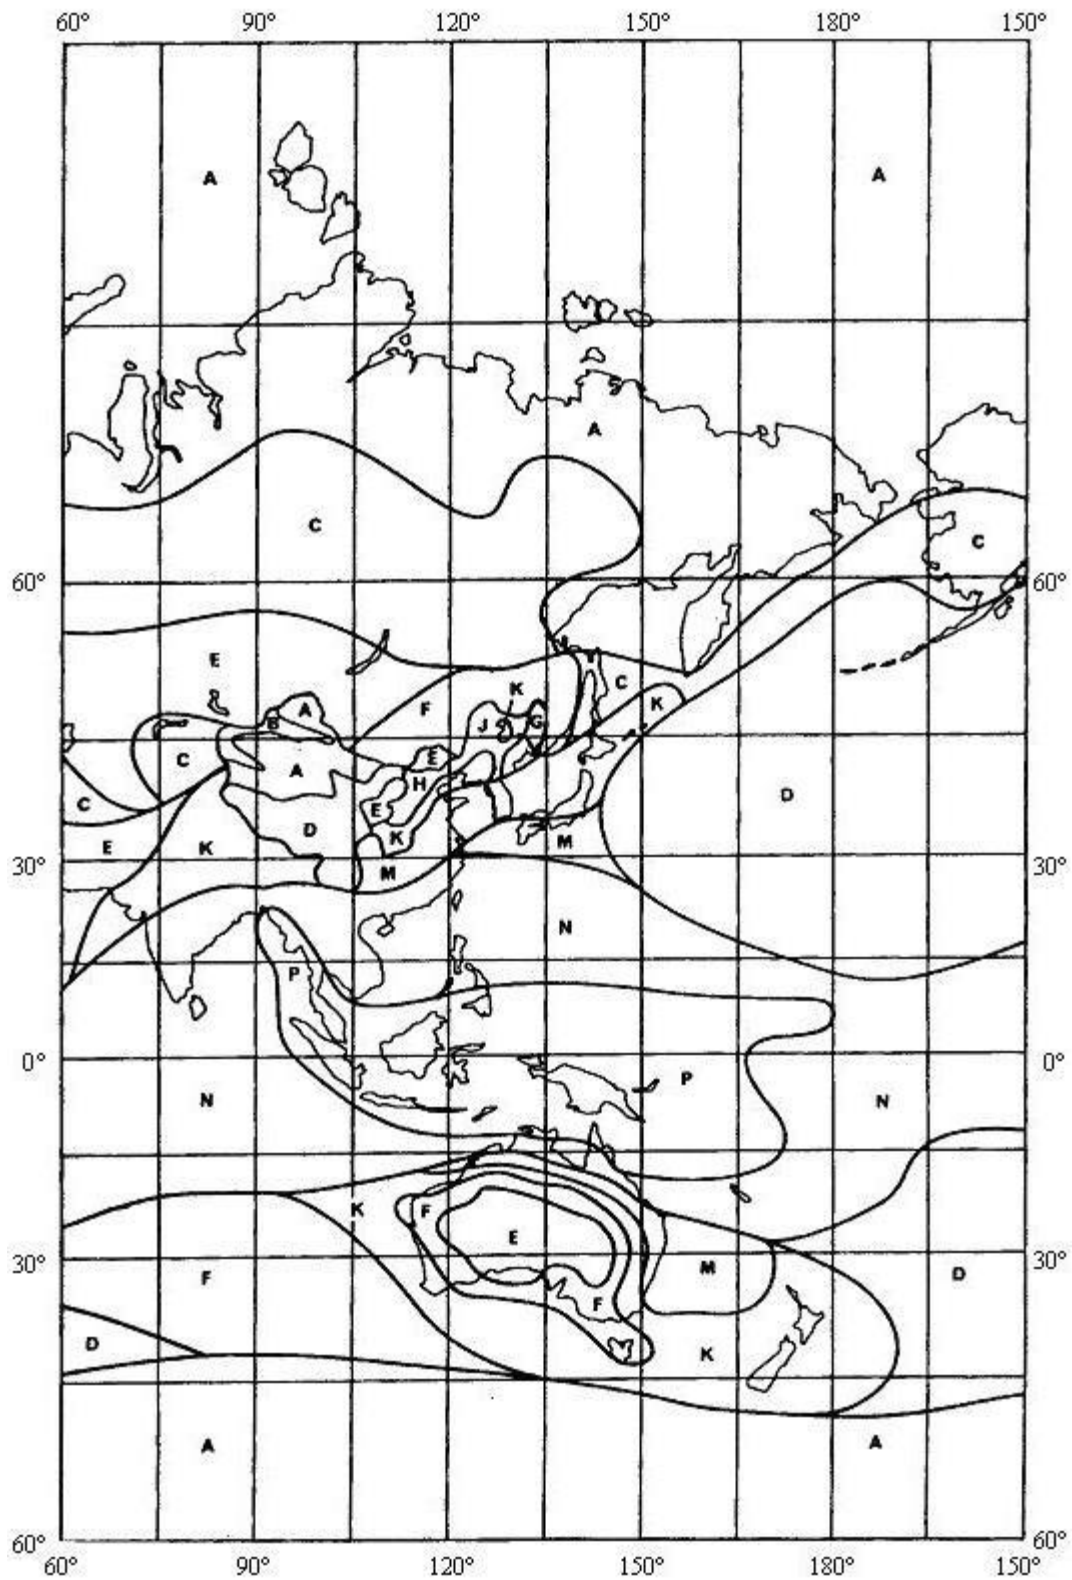 60° 90° 120° 150° 180° 150°
A A
A
C
C
60° 60°
E
K
A F C K
B J G
C E
A H
C E D
D
E K K
30° M 30°
M
N
P
0° 0°
P
N N
K F
E
30° M 30°
F D
F
D K
A A
60° 60°
60° 90° 120° 150° 180° 150°